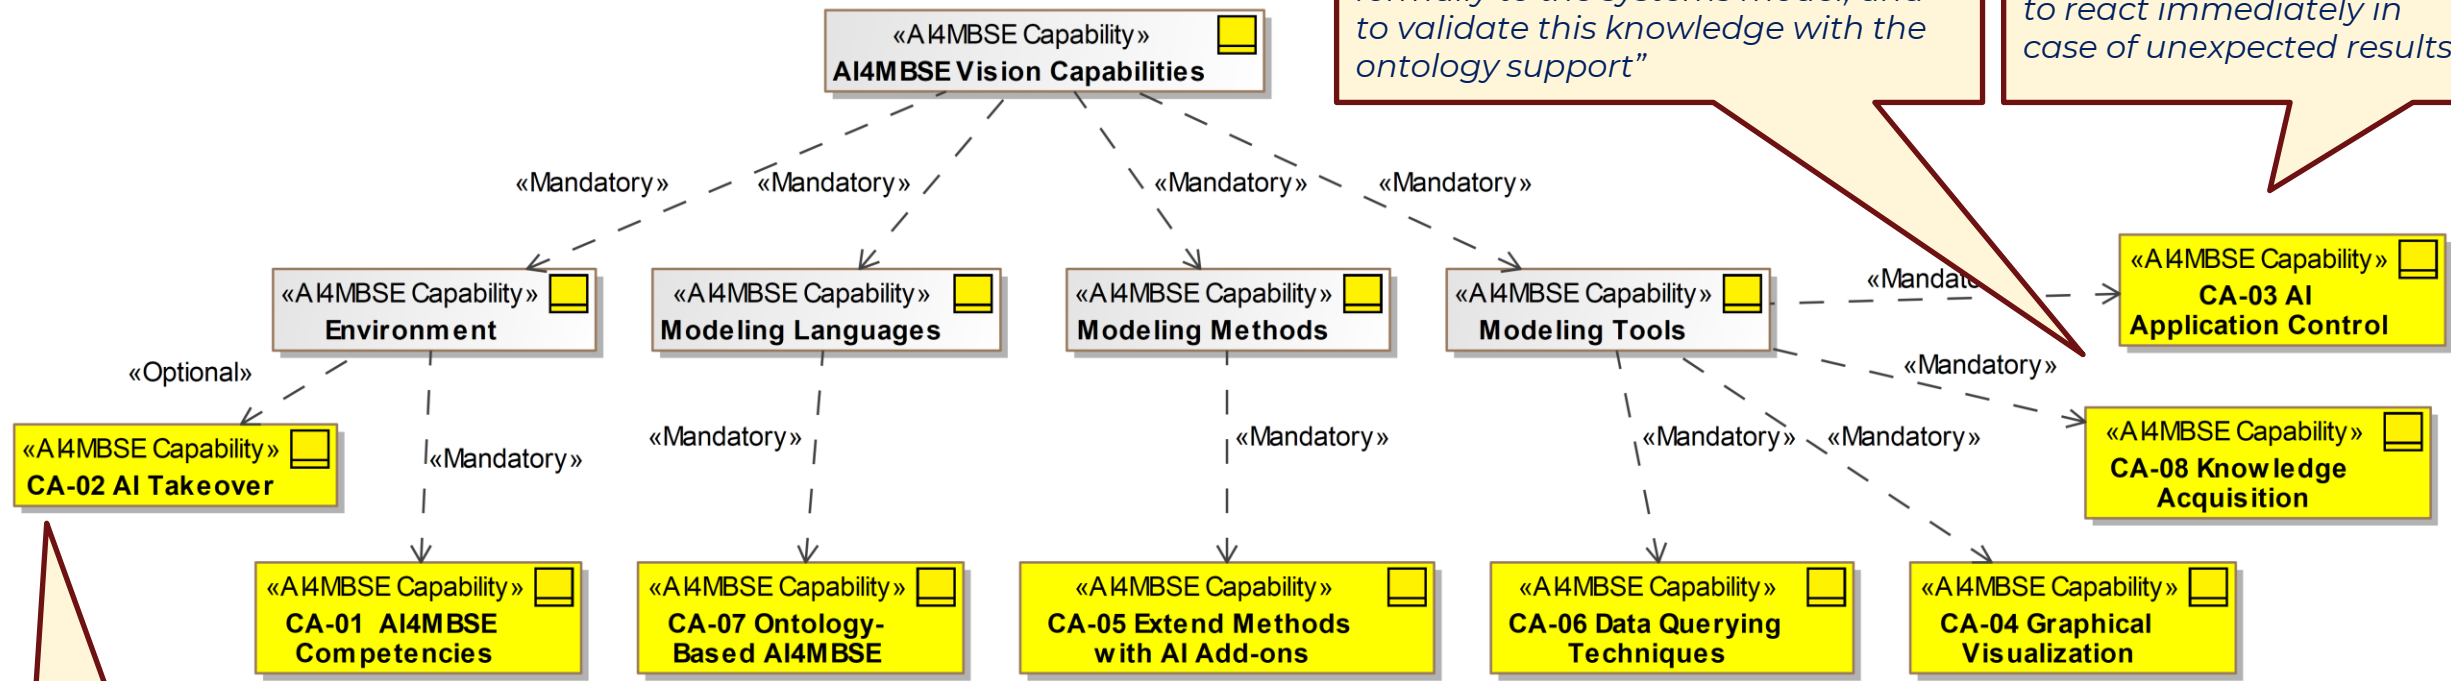 «AI4MBSE Capability»
AI4MBSE Vision Capabilities
to validate this knowledge with the
ontology support”
to react immediately in
case of unexpected results
«Mandatory»
«Mandatory»
«Mandatory»
«Mandatory»
«AI4MBSE Capability»
Environment
«AI4MBSE Capability»
Modeling Languages
«AI4MBSE Capability»
Modeling Methods
«AI4MBSE Capability»
Modeling Tools
«Mandato
«AI4MBSE Capability»
CA-03 AI
Application Control
«Optional»
«Mandatory»
«Mandatory»
«Mandatory»
«Mandatory»
«Mandatory»
«Mandatory»
«AI4MBSE Capability»
CA-02 AI Takeover
«AI4MBSE Capability»
CA-08 Knowledge
Acquisition
«AI4MBSE Capability»
CA-01 AI4MBSE
Competencies
«AI4MBSE Capability»
CA-07 Ontology-
Based AI4MBSE
«AI4MBSE Capability»
CA-05 Extend Methods
with AI Add-ons
«AI4MBSE Capability»
CA-06 Data Querying
Techniques
«AI4MBSE Capability»
CA-04 Graphical
Visualization